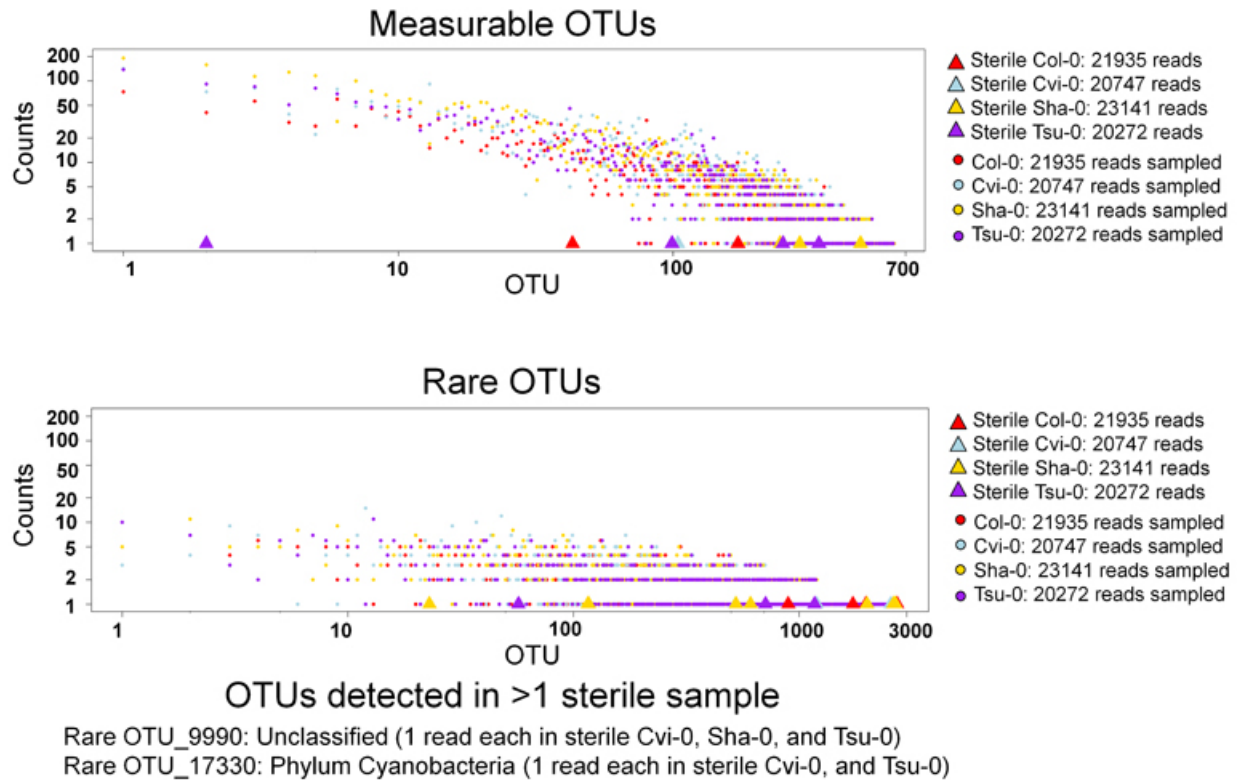 Measurable OTUs
Counts
200
100
50
20
10
5
2
1
1
10
100
700
OTU
Sterile Col-0: 21935 reads
Sterile Cvi-0: 20747 reads
Sterile Sha-0: 23141 reads
Sterile Tsu-0: 20272 reads
Col-0: 21935 reads sampled
Cvi-0: 20747 reads sampled
Sha-0: 23141 reads sampled
Tsu-0: 20272 reads sampled
Rare OTUs
Counts
200
100
50
20
10
5
2
1
1
10
100
1000
3000
OTU
Sterile Col-0: 21935 reads
Sterile Cvi-0: 20747 reads
Sterile Sha-0: 23141 reads
Sterile Tsu-0: 20272 reads
Col-0: 21935 reads sampled
Cvi-0: 20747 reads sampled
Sha-0: 23141 reads sampled
Tsu-0: 20272 reads sampled
OTUs detected in >1 sterile sample
Rare OTU_9990: Unclassified (1 read each in sterile Cvi-0, Sha-0, and Tsu-0)
Rare OTU_17330: Phylum Cyanobacteria (1 read each in sterile Cvi-0, and Tsu-0)